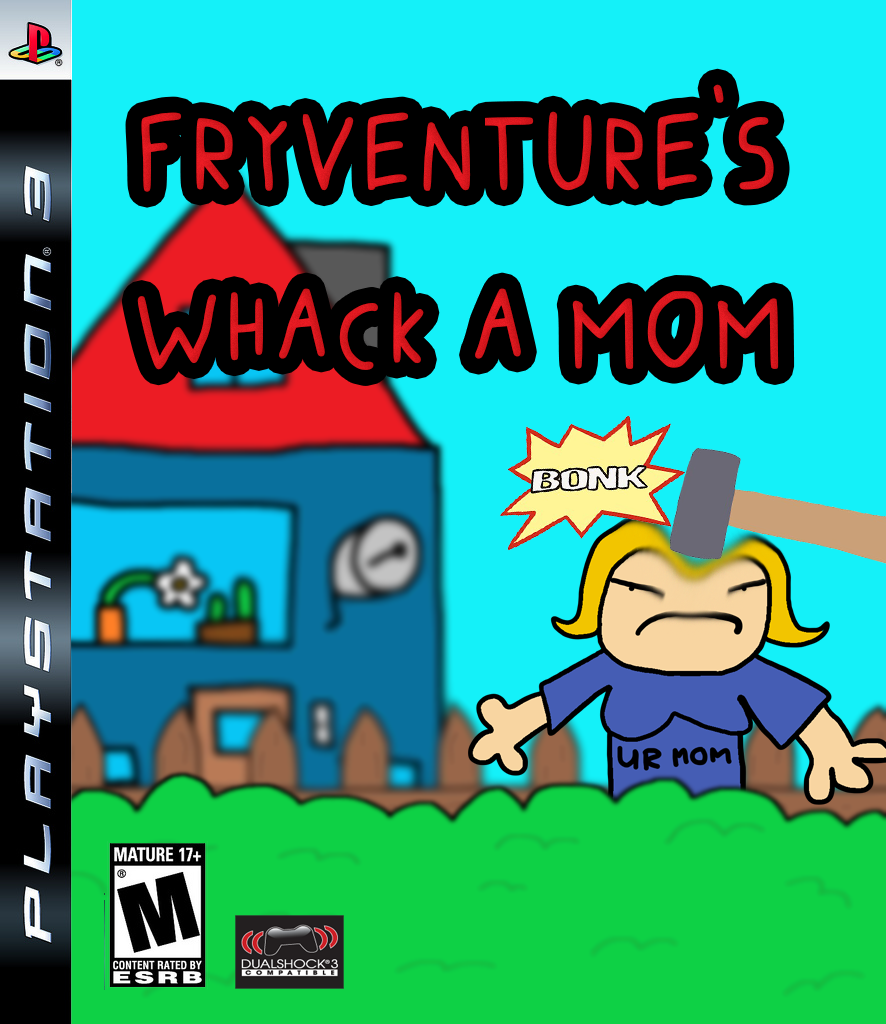 FRYVENTURE'S
WHACK A MOM
BONK
UR MOM
PLAYSTATION® 3
MATURE 17+
M
®
CONTENT RATED BY
ESRB
DUALSHOCK®3
COMPATIBLE